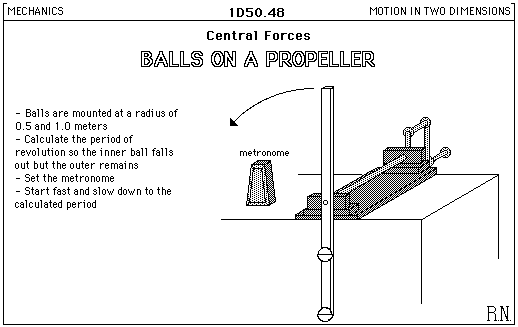 MECHANICS
1D50.48
MOTION IN TWO DIMENSIONS
Central Forces
BALLS ON A PROPELLER
- Balls are mounted at a radius of
0.5 and 1.0 meters
- Calculate the period of
revolution so the inner ball falls
out but the outer remains
- Set the metronome
- Start fast and slow down to the
calculated period
metronome
R.N.